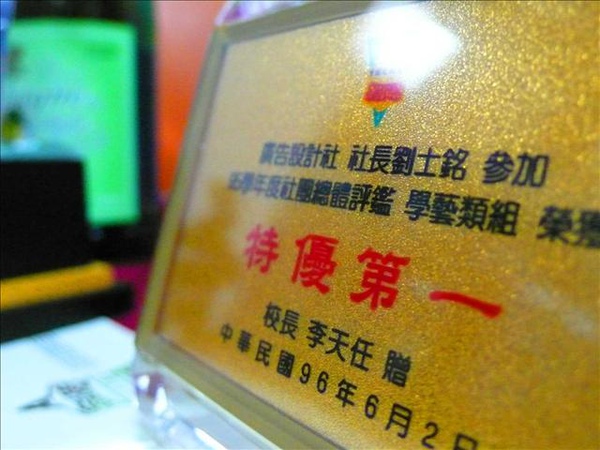 廣告設計社 社長劉士銘 參加
學年度社團總體評鑑 學藝類組 榮獲
特優第一
校長 李天任 贈
中華民國96年6月2日